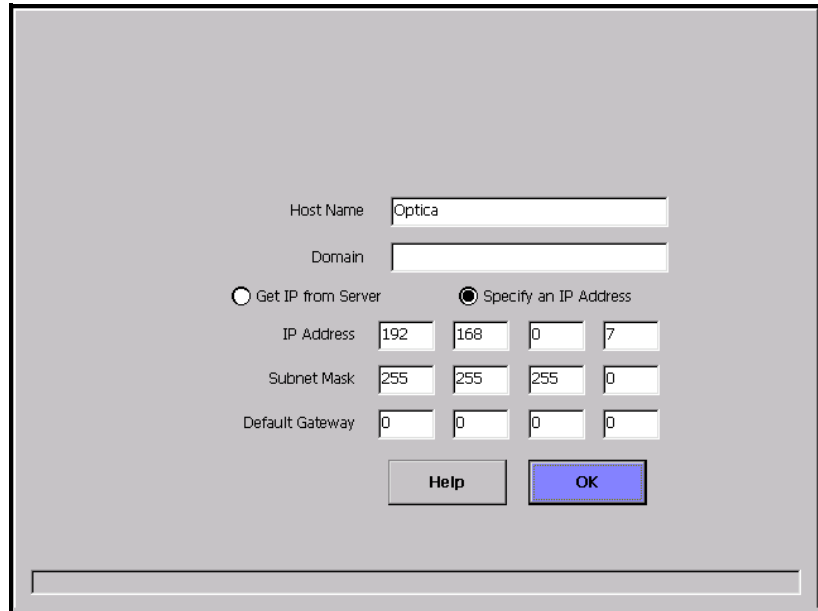 Host Name Optica
Domain
Get IP from Server Specify an IP Address
IP Address 192 168 0 7
Subnet Mask 255 255 255 0
Default Gateway 0 0 0 0
Help OK